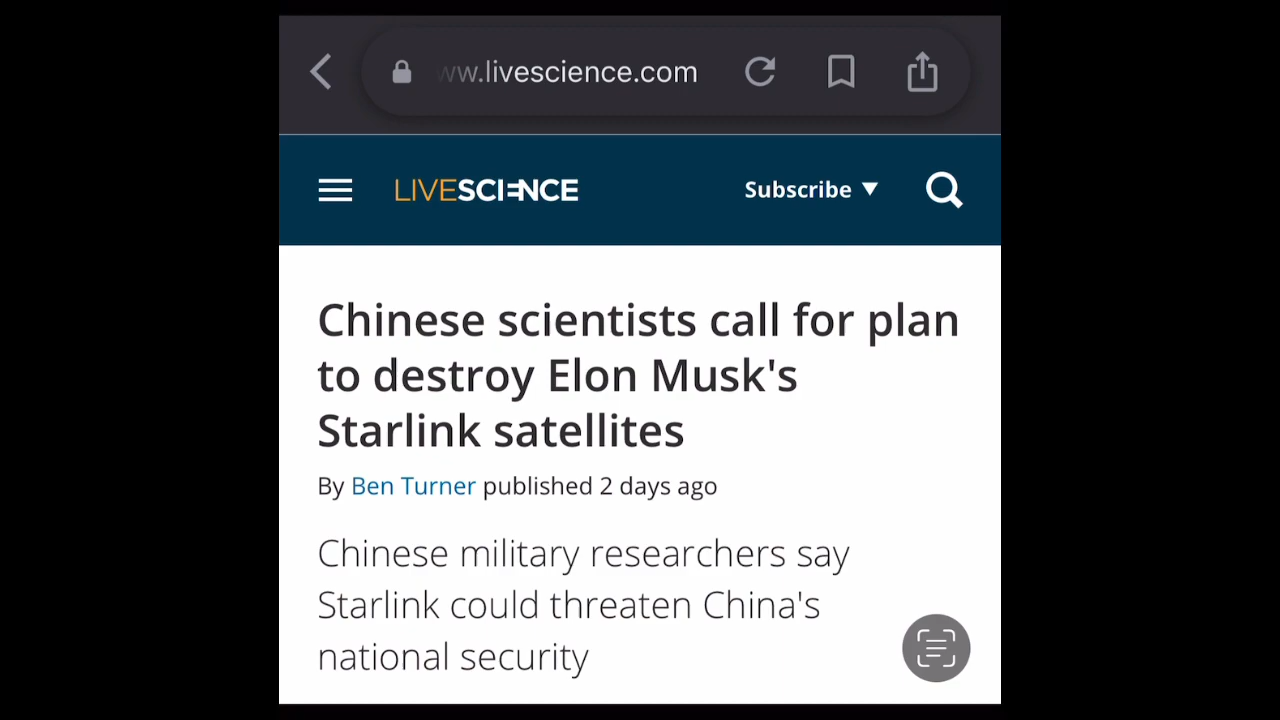 ww.livescience.com
LIVESCIENCE
Subscribe
Chinese scientists call for plan
to destroy Elon Musk's
Starlink satellites
By Ben Turner published 2 days ago
Chinese military researchers say
Starlink could threaten China's
national security